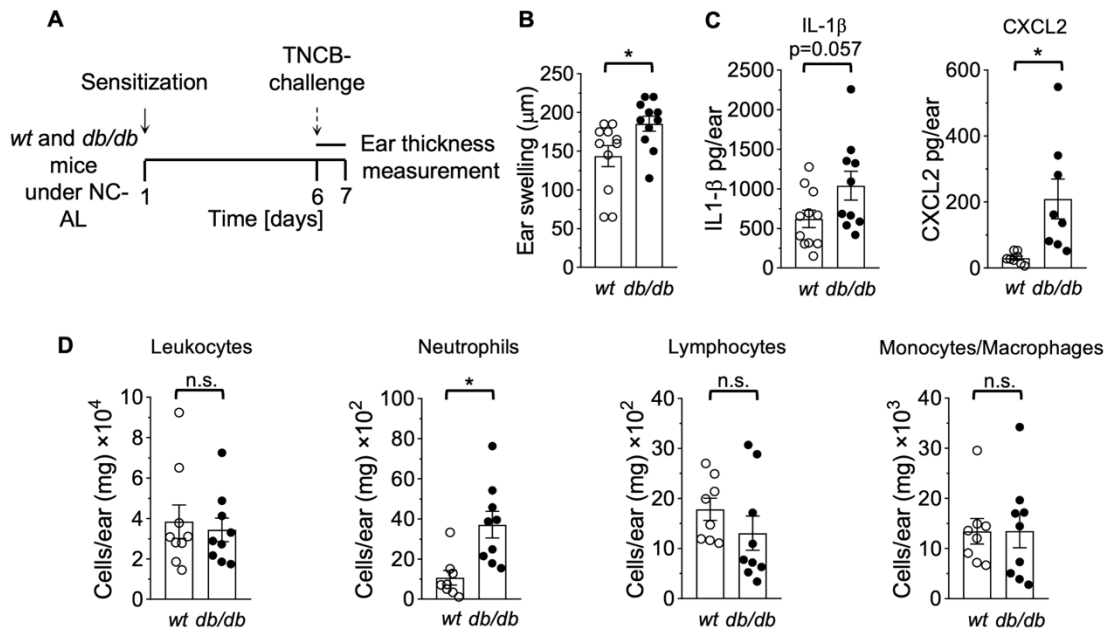 A
Sensitization
TNCB-
challenge
wt and db/db
mice
under NC-
AL
1
6
7
Time [days]
Ear thickness
measurement
B
*
Ear swelling (μm)
250
200
150
100
50
0
wt db/db
C
IL-1β
p=0.057
IL1-β pg/ear
2500
2000
1500
1000
500
0
wt db/db
CXCL2
*
CXCL2 pg/ear
600
400
200
0
wt db/db
D
Leukocytes
n.s.
Cells/ear (mg) ×10⁴
10
8
6
4
2
0
wt db/db
Neutrophils
*
Cells/ear (mg) ×10²
100
80
60
40
20
0
wt db/db
Lymphocytes
n.s.
Cells/ear (mg) ×10²
40
30
20
10
0
wt db/db
Monocytes/Macrophages
n.s.
Cells/ear (mg) ×10³
40
30
20
10
0
wt db/db